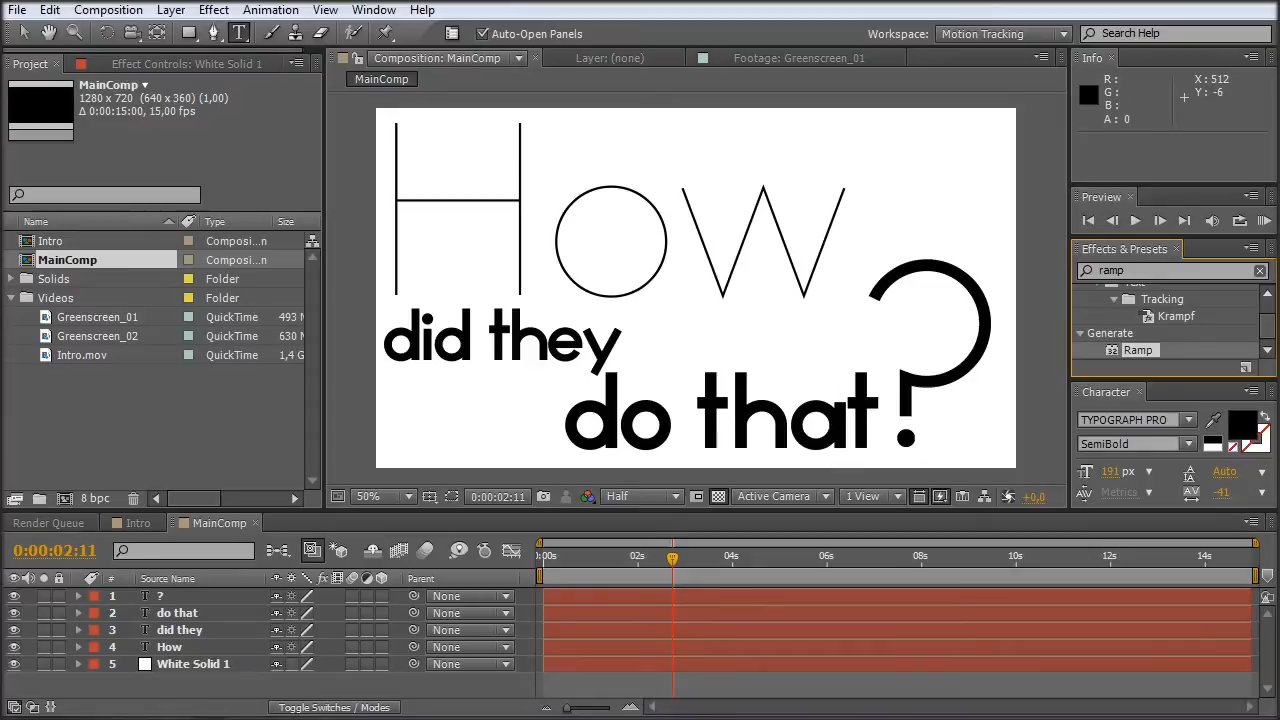 File Edit Composition Layer Effect Animation View Window Help
T Auto-Open Panels Workspace: Motion Tracking Search Help
Project Effect Controls: White Solid 1 Composition: MainComp Layer: (none) Footage: Greenscreen_01 Info
MainComp
1280 x 720 (640 x 360) (1,00)
Δ 0:00:15:00, 15,00 fps
MainComp
R:
G:
B:
A: 0
X: 512
Y: -6
Preview
Name Type Size
Intro Composi...n
MainComp Composi...n
Solids Folder
Videos Folder
Greenscreen_01 QuickTime 493
Greenscreen_02 QuickTime 630
Intro.mov QuickTime 1,4 G
8 bpc
How
did they
do that?
Effects & Presets
ramp
Tracking
Krampf
Generate
32 Ramp
Character
TYPOGRAPH PRO
SemiBold
191 px Auto
Metrics -41
50% 0:00:02:11 Half Active Camera 1 View +0,0
Render Queue Intro MainComp
0:00:02:11 :00s 02s 04s 06s 08s 10s 12s 14s
# Source Name fx Parent
1 T ? None
2 T do that None
3 T did they None
4 T How None
5 White Solid 1 None
Toggle Switches / Modes